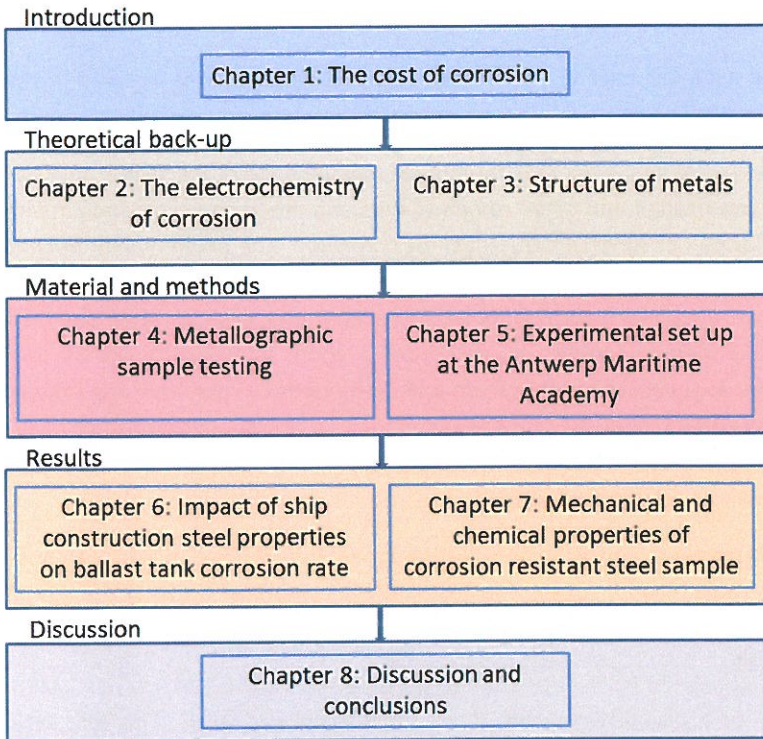 Introduction
Chapter 1: The cost of corrosion
Theoretical back-up
Chapter 2: The electrochemistry
of corrosion
Chapter 3: Structure of metals
Material and methods
Chapter 4: Metallographic
sample testing
Chapter 5: Experimental set up
at the Antwerp Maritime
Academy
Results
Chapter 6: Impact of ship
construction steel properties
on ballast tank corrosion rate
Chapter 7: Mechanical and
chemical properties of
corrosion resistant steel sample
Discussion
Chapter 8: Discussion and
conclusions